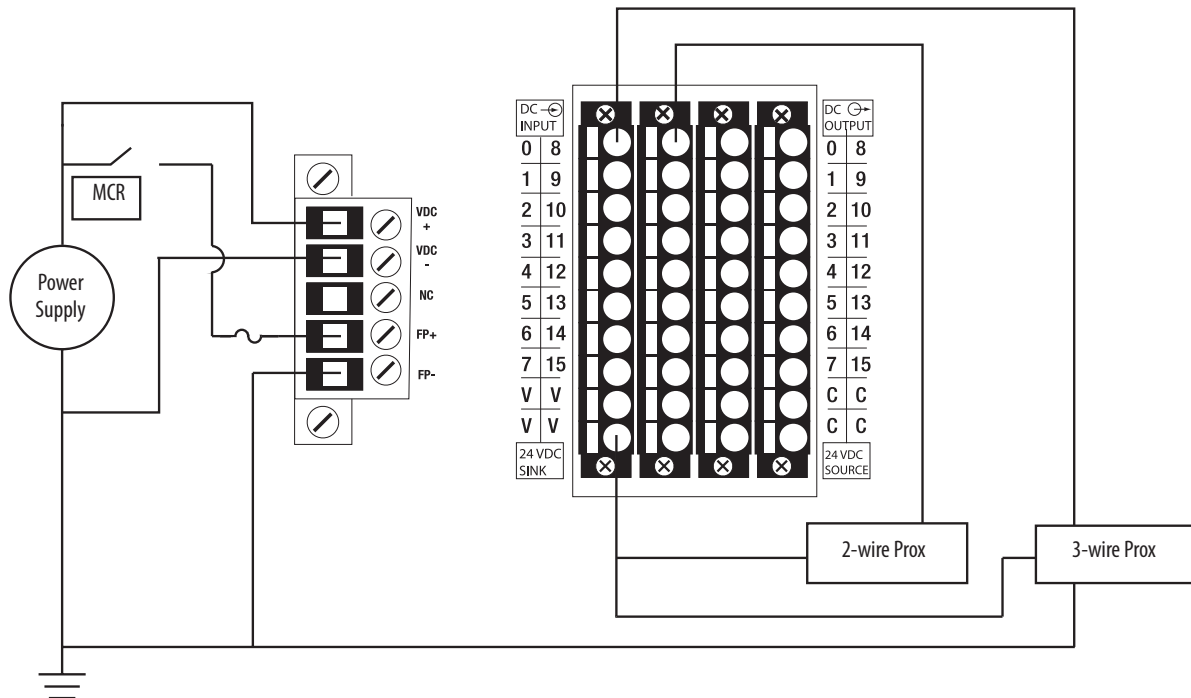 MCR
Power
Supply
VDC
+
VDC
-
NC
FP+
FP-
DC
INPUT
0 8
1 9
2 10
3 11
4 12
5 13
6 14
7 15
V V
V V
24 VDC
SINK
DC
OUTPUT
0 8
1 9
2 10
3 11
4 12
5 13
6 14
7 15
C C
C C
24 VDC
SOURCE
2-wire Prox
3-wire Prox